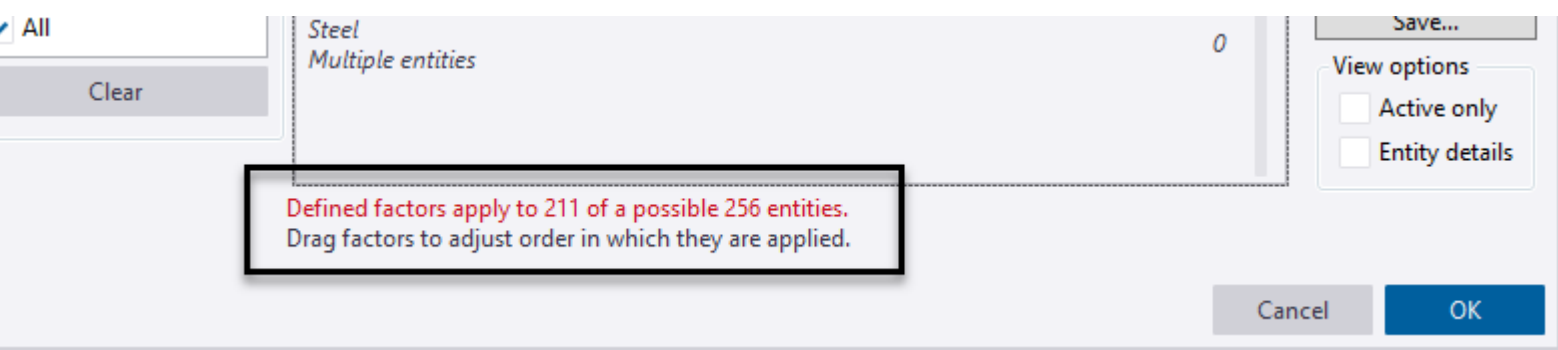 All
Clear
Steel
Multiple entities
0
Save...
View options
Active only
Entity details
Defined factors apply to 211 of a possible 256 entities.
Drag factors to adjust order in which they are applied.
Cancel
OK